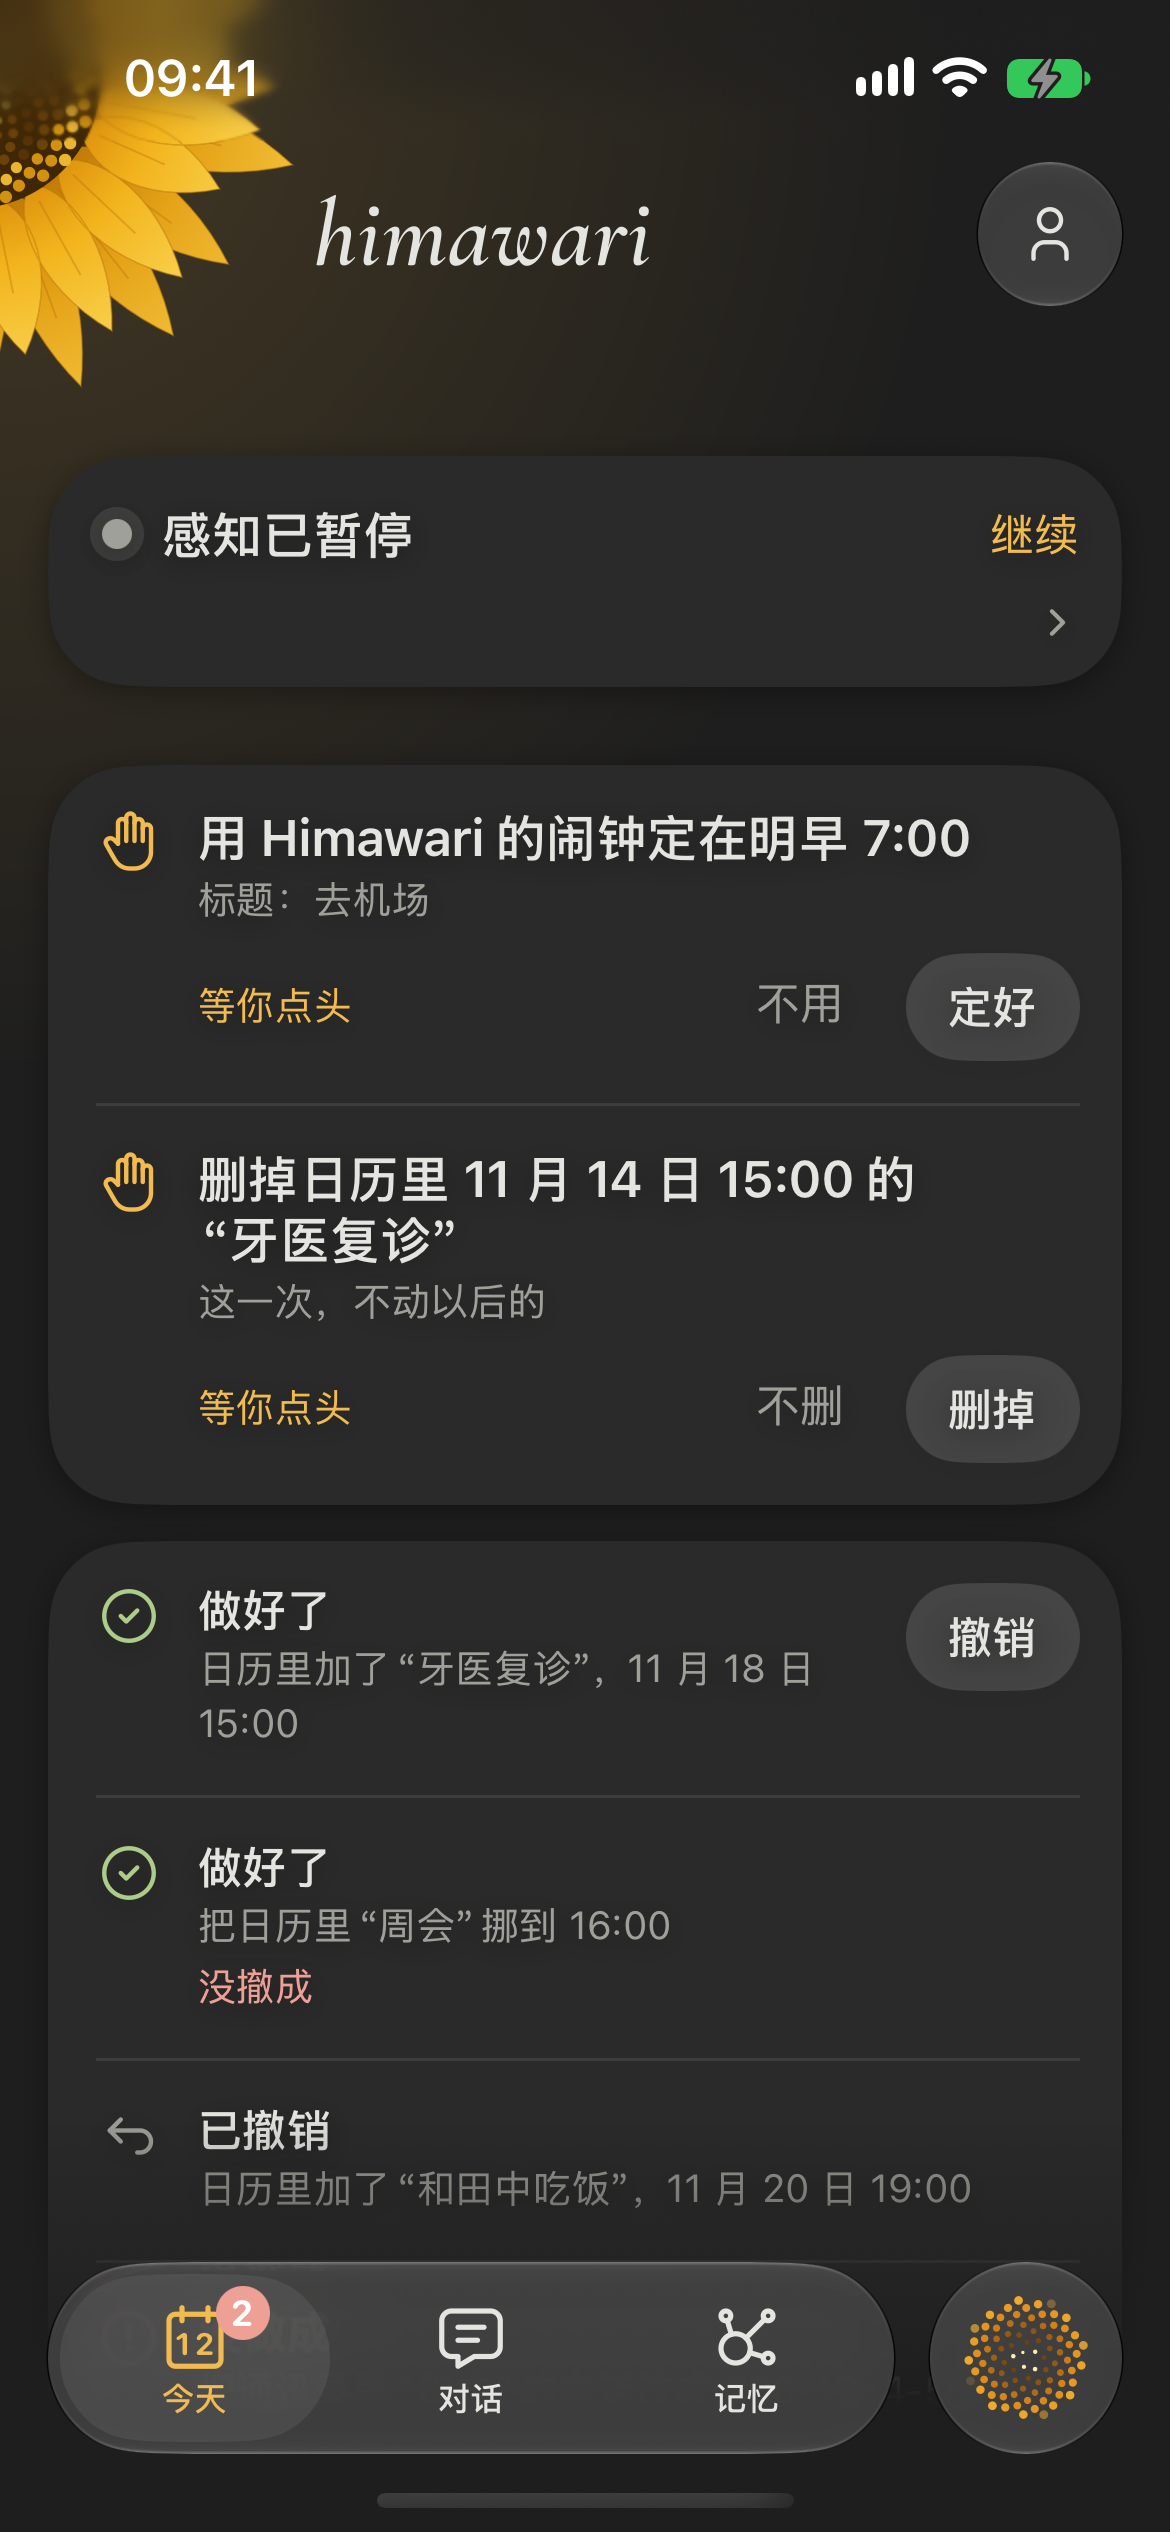 09:41
himawari
感知已暂停
继续
用 Himawari 的闹钟定在明早 7:00
标题：去机场
等你点头
不用
定好
删掉日历里 11 月 14 日 15:00 的
“牙医复诊”
这一次，不动以后的
等你点头
不删
删掉
做好了
撤销
日历里加了 “牙医复诊”，11 月 18 日
15:00
做好了
把日历里 “周会” 挪到 16:00
没撤成
已撤销
日历里加了 “和田中吃饭”，11 月 20 日 19:00
12
2
今天
对话
记忆